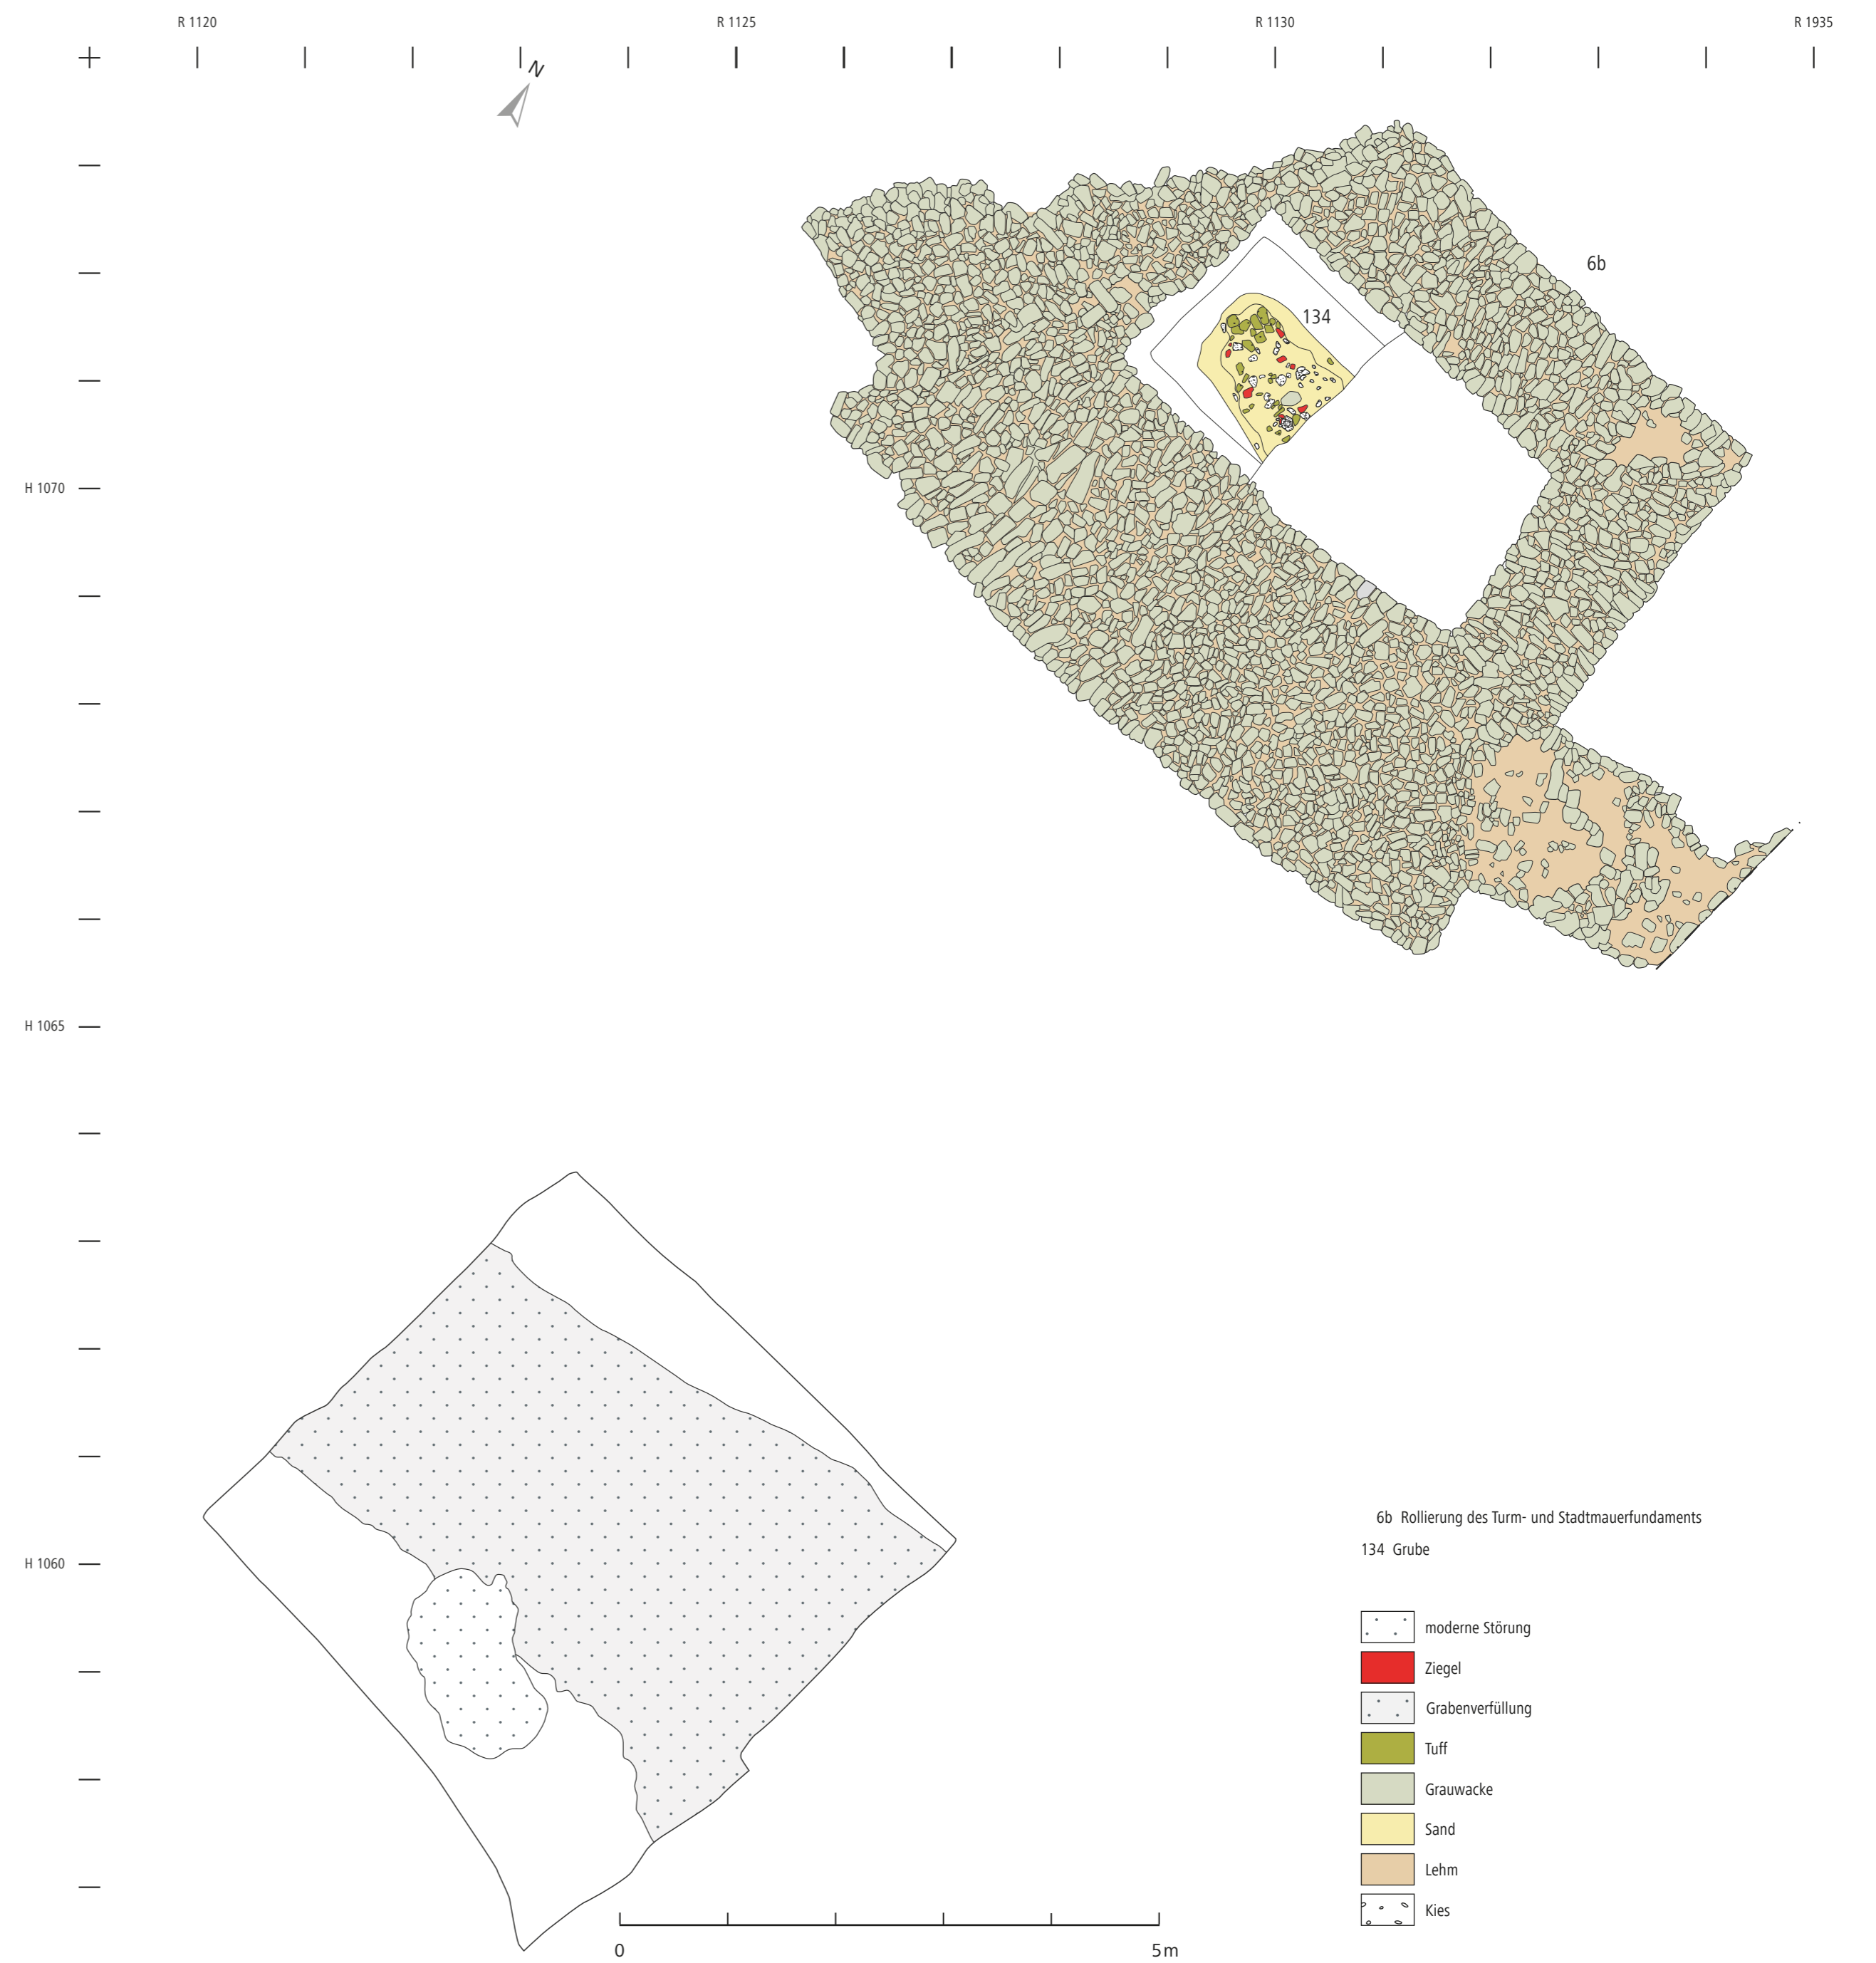 R 1120
R 1125
R 1130
R 1935
N
6b
134
H 1070
H 1065
H 1060
6b Rollierung des Turm- und Stadtmauerfundaments
134 Grube
moderne Störung
Ziegel
Grabenverfüllung
Tuff
Grauwacke
Sand
Lehm
Kies
0
5m